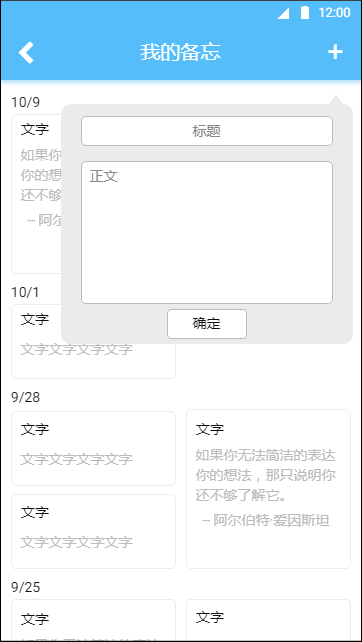 12:00
我的备忘
10/9
文字
标题
如果你
正文
你的想
还不够
-- 阿尔
10/1
文字
确定
文字文字文字文字
9/28
文字
文字文字文字文字
文字
如果你无法简洁的表达
你的想法，那只说明你
还不够了解它。
-- 阿尔伯特·爱因斯坦
文字
文字文字文字文字
9/25
文字
文字